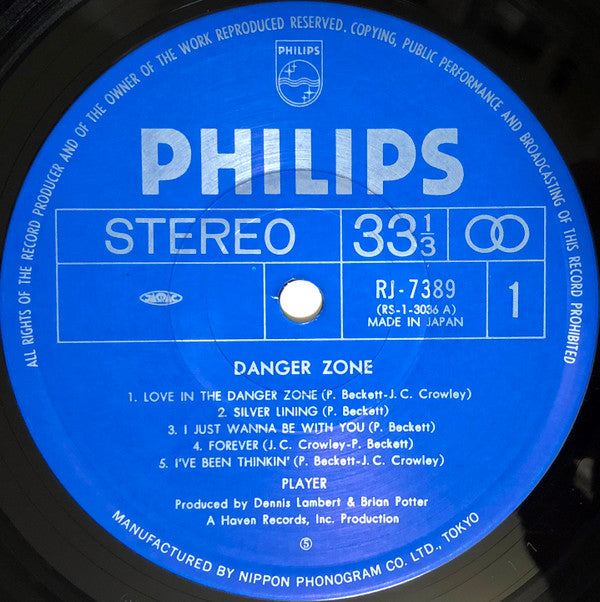 ALL RIGHTS OF THE RECORD PRODUCER AND OF THE OWNER OF THE WORK REPRODUCED RESERVED. COPYING, PUBLIC PERFORMANCE AND BROADCASTING OF THIS RECORD PROHIBITED
PHILIPS
PHILIPS
STEREO 33 1/3
JASRAC RJ-7389 1
(RS-1-3036 A)
MADE IN JAPAN
DANGER ZONE
1. LOVE IN THE DANGER ZONE (P. Beckett-J.C. Crowley)
2. SILVER LINING (P. Beckett)
3. I JUST WANNA BE WITH YOU (P. Beckett)
4. FOREVER (J.C. Crowley-P. Beckett)
5. I'VE BEEN THINKIN' (P. Beckett-J.C. Crowley)
PLAYER
Produced by Dennis Lambert & Brian Potter
A Haven Records, Inc. Production
⑤
MANUFACTURED BY NIPPON PHONOGRAM CO. LTD., TOKYO